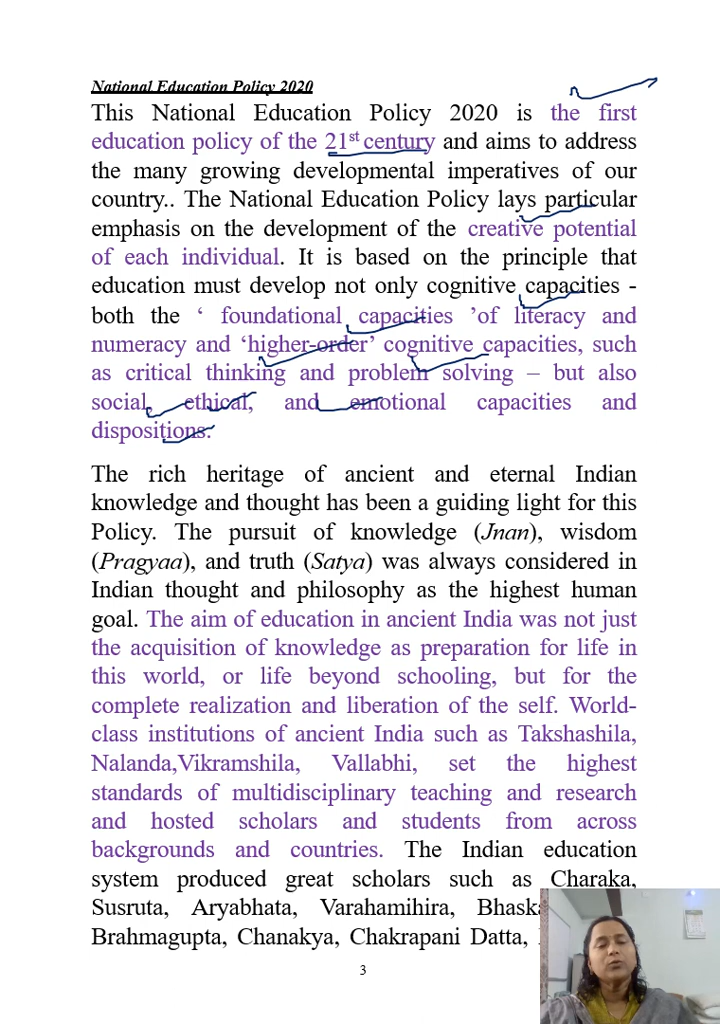 National Education Policy 2020
This National Education Policy 2020 is the first
education policy of the 21st century and aims to address
the many growing developmental imperatives of our
country.. The National Education Policy lays particular
emphasis on the development of the creative potential
of each individual. It is based on the principle that
education must develop not only cognitive capacities -
both the ‘ foundational capacities ’of literacy and
numeracy and ‘higher-order’ cognitive capacities, such
as critical thinking and problem solving – but also
social, ethical, and emotional capacities and
dispositions.
The rich heritage of ancient and eternal Indian
knowledge and thought has been a guiding light for this
Policy. The pursuit of knowledge (Jnan), wisdom
(Pragyaa), and truth (Satya) was always considered in
Indian thought and philosophy as the highest human
goal. The aim of education in ancient India was not just
the acquisition of knowledge as preparation for life in
this world, or life beyond schooling, but for the
complete realization and liberation of the self. World-
class institutions of ancient India such as Takshashila,
Nalanda,Vikramshila, Vallabhi, set the highest
standards of multidisciplinary teaching and research
and hosted scholars and students from across
backgrounds and countries. The Indian education
system produced great scholars such as Charaka,
Susruta, Aryabhata, Varahamihira,
Brahmagupta, Chanakya, Chakrapani Datta,
3